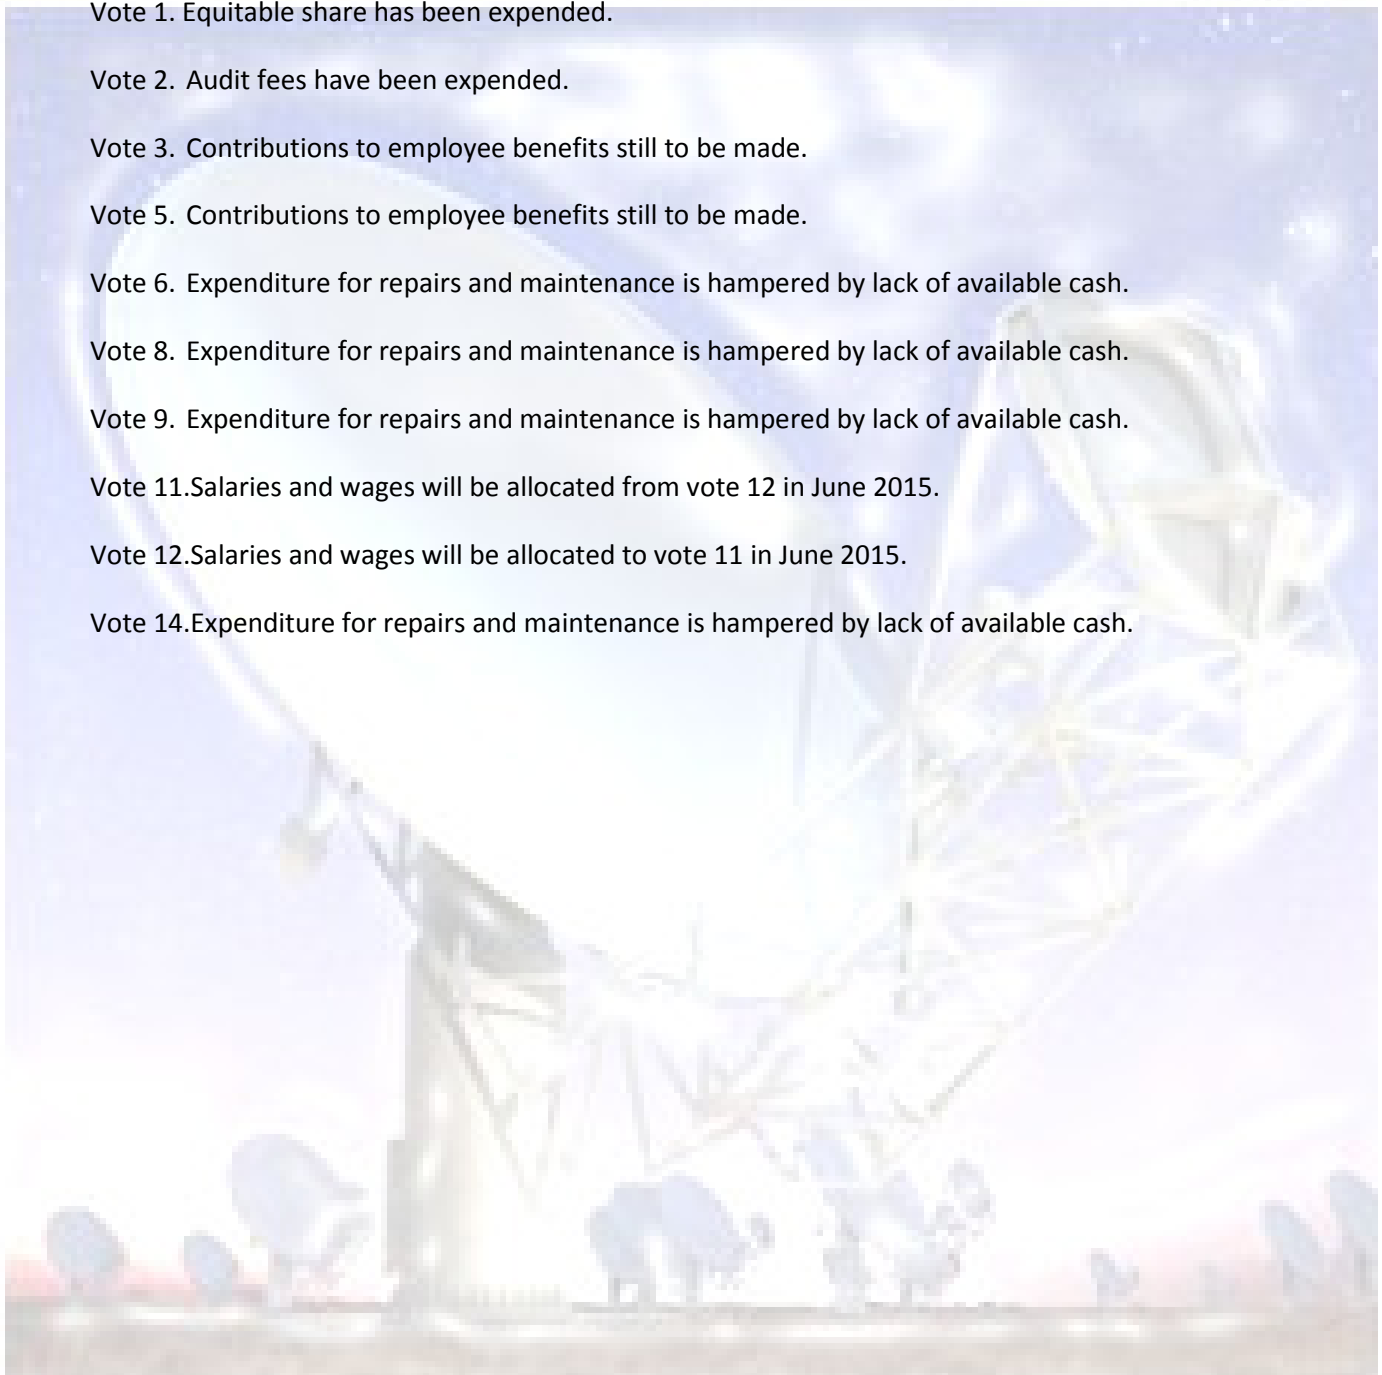 Vote 1. Equitable share has been expended.
Vote 2. Audit fees have been expended.
Vote 3. Contributions to employee benefits still to be made.
Vote 5. Contributions to employee benefits still to be made.
Vote 6. Expenditure for repairs and maintenance is hampered by lack of available cash.
Vote 8. Expenditure for repairs and maintenance is hampered by lack of available cash.
Vote 9. Expenditure for repairs and maintenance is hampered by lack of available cash.
Vote 11.Salaries and wages will be allocated from vote 12 in June 2015.
Vote 12.Salaries and wages will be allocated to vote 11 in June 2015.
Vote 14.Expenditure for repairs and maintenance is hampered by lack of available cash.